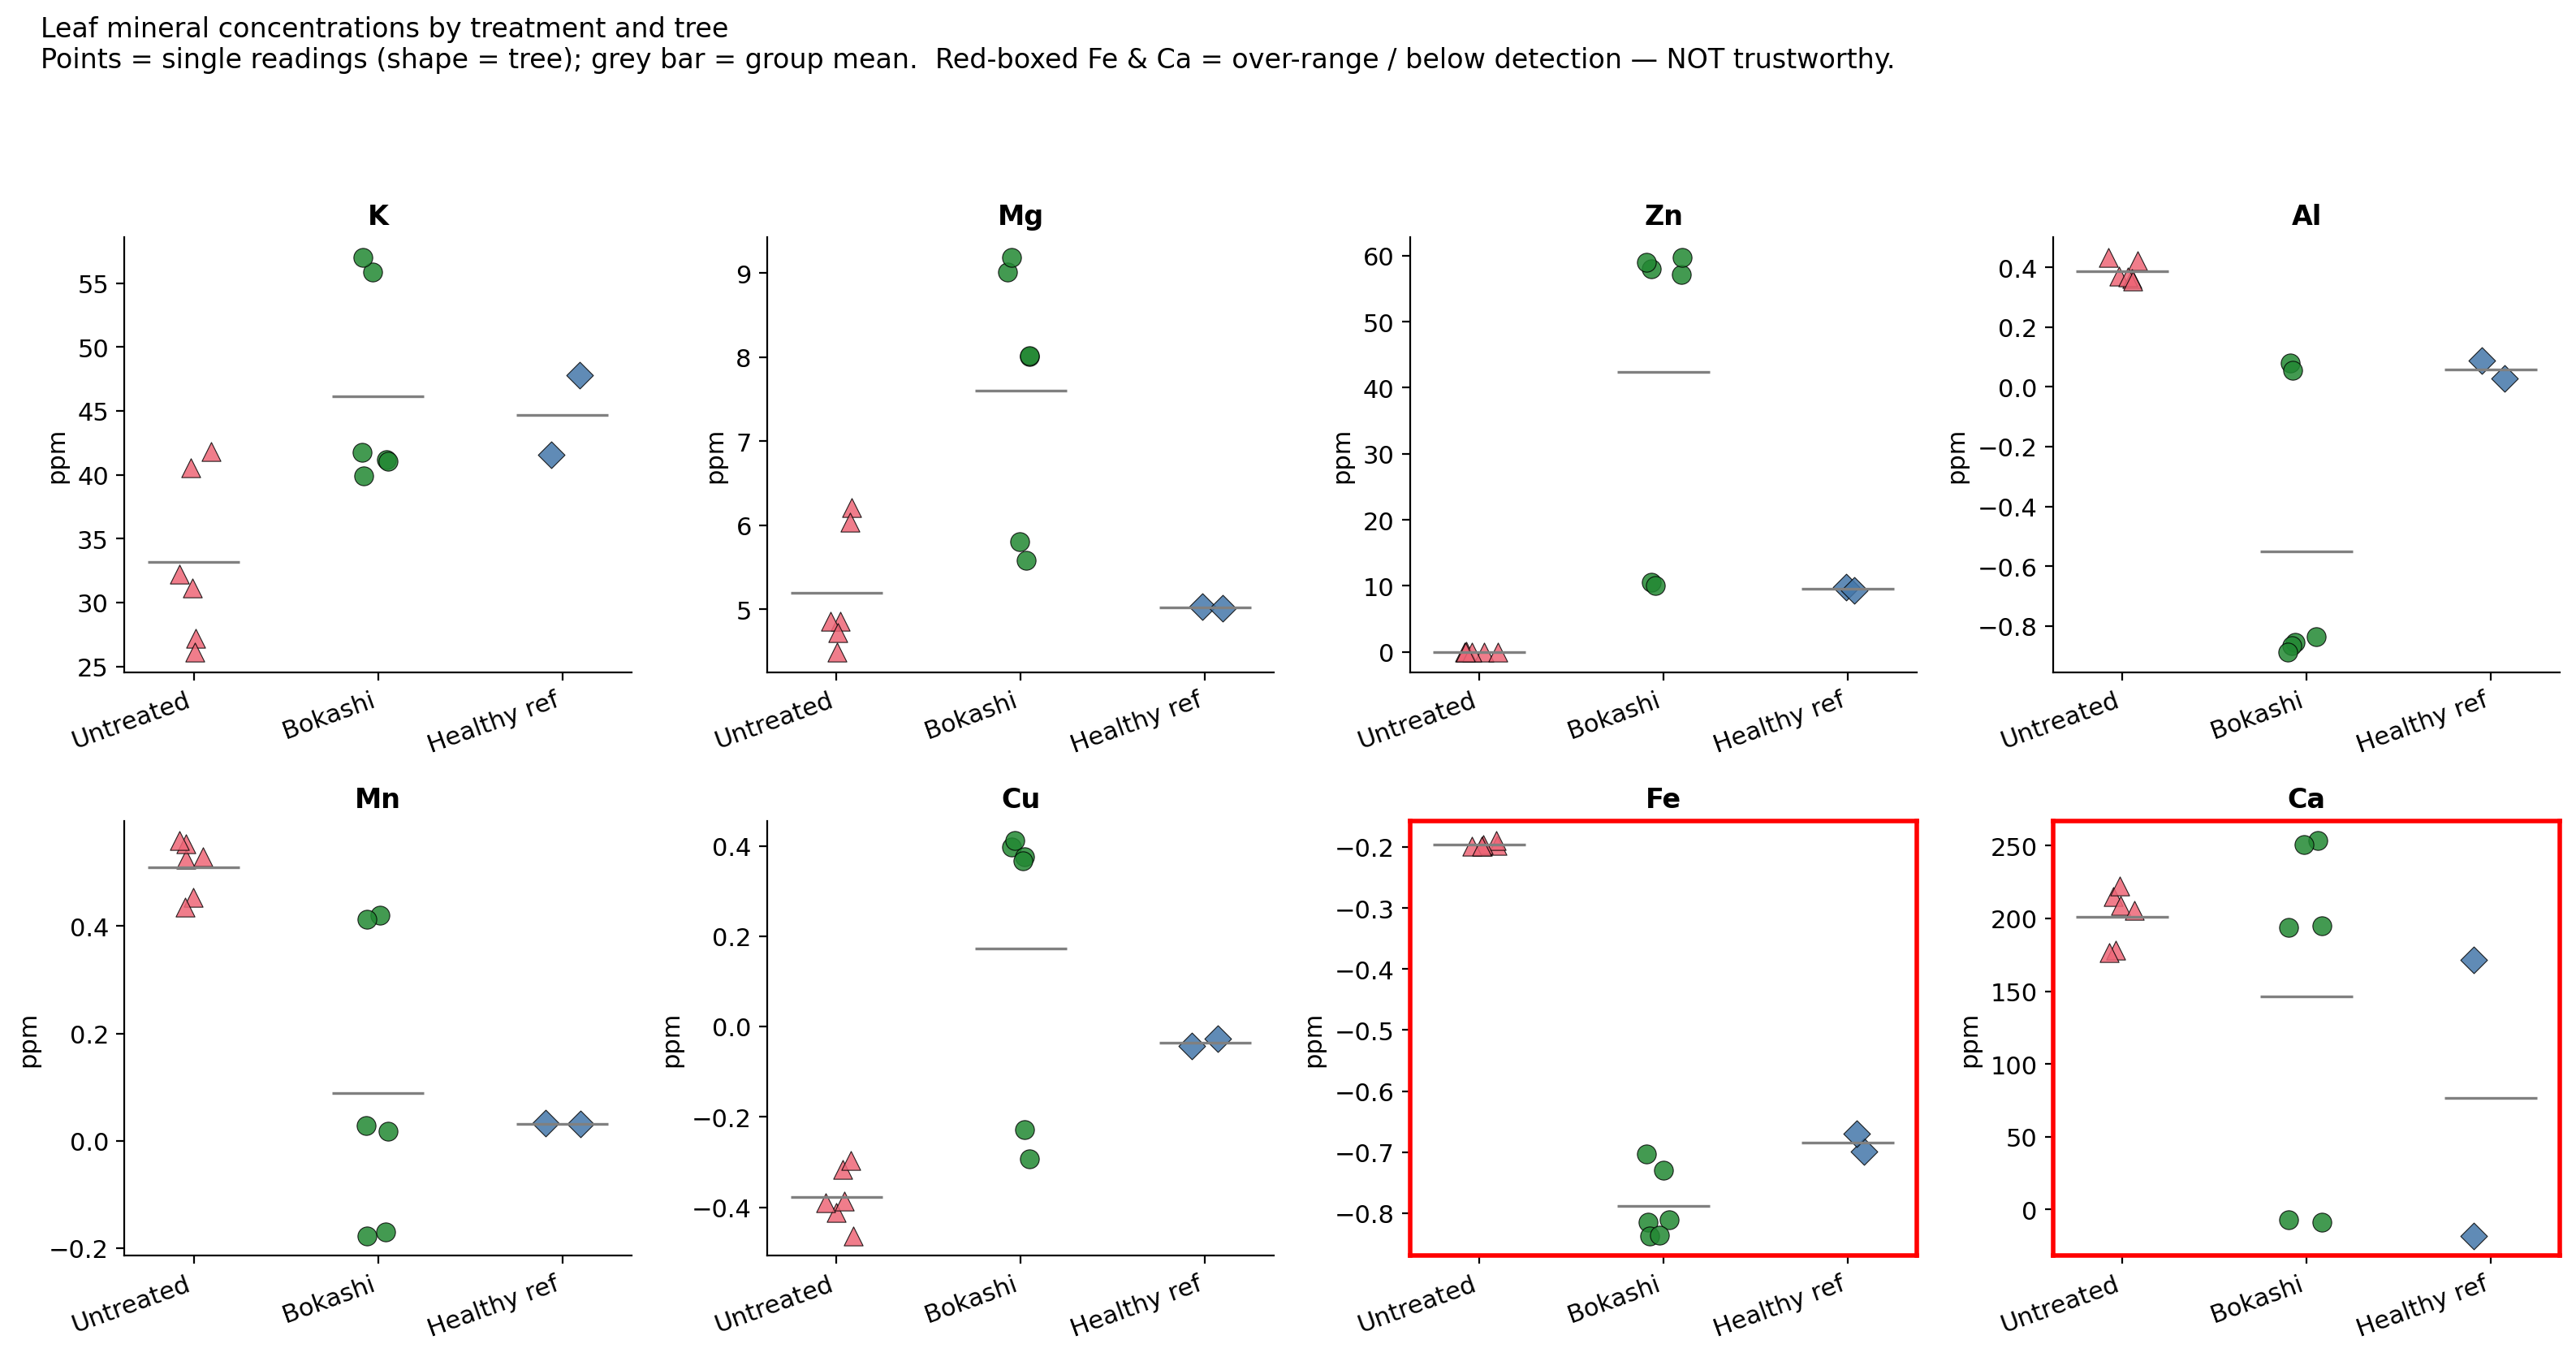 Leaf mineral concentrations by treatment and tree
Points = single readings (shape = tree); grey bar = group mean.  Red-boxed Fe & Ca = over-range / below detection — NOT trustworthy.
K
55
50
45
40
35
30
25
ppm
Untreated
Bokashi
Healthy ref
Mg
9
8
7
6
5
ppm
Untreated
Bokashi
Healthy ref
Zn
60
50
40
30
20
10
0
ppm
Untreated
Bokashi
Healthy ref
Al
0.4
0.2
0.0
−0.2
−0.4
−0.6
−0.8
ppm
Untreated
Bokashi
Healthy ref
Mn
0.4
0.2
0.0
−0.2
ppm
Untreated
Bokashi
Healthy ref
Cu
0.4
0.2
0.0
−0.2
−0.4
ppm
Untreated
Bokashi
Healthy ref
Fe
−0.2
−0.3
−0.4
−0.5
−0.6
−0.7
−0.8
ppm
Untreated
Bokashi
Healthy ref
Ca
250
200
150
100
50
0
ppm
Untreated
Bokashi
Healthy ref